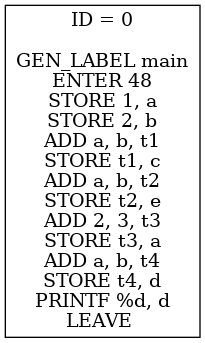 ID = 0
GEN_LABEL main
ENTER 48
STORE 1, a
STORE 2, b
ADD a, b, t1
STORE t1, c
ADD a, b, t2
STORE t2, e
ADD 2, 3, t3
STORE t3, a
ADD a, b, t4
STORE t4, d
PRINTF %d, d
LEAVE